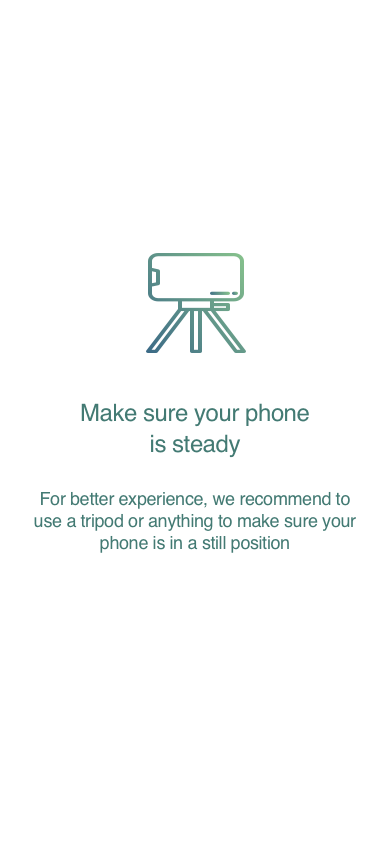 Make sure your phone
is steady
For better experience, we recommend to
use a tripod or anything to make sure your
phone is in a still position